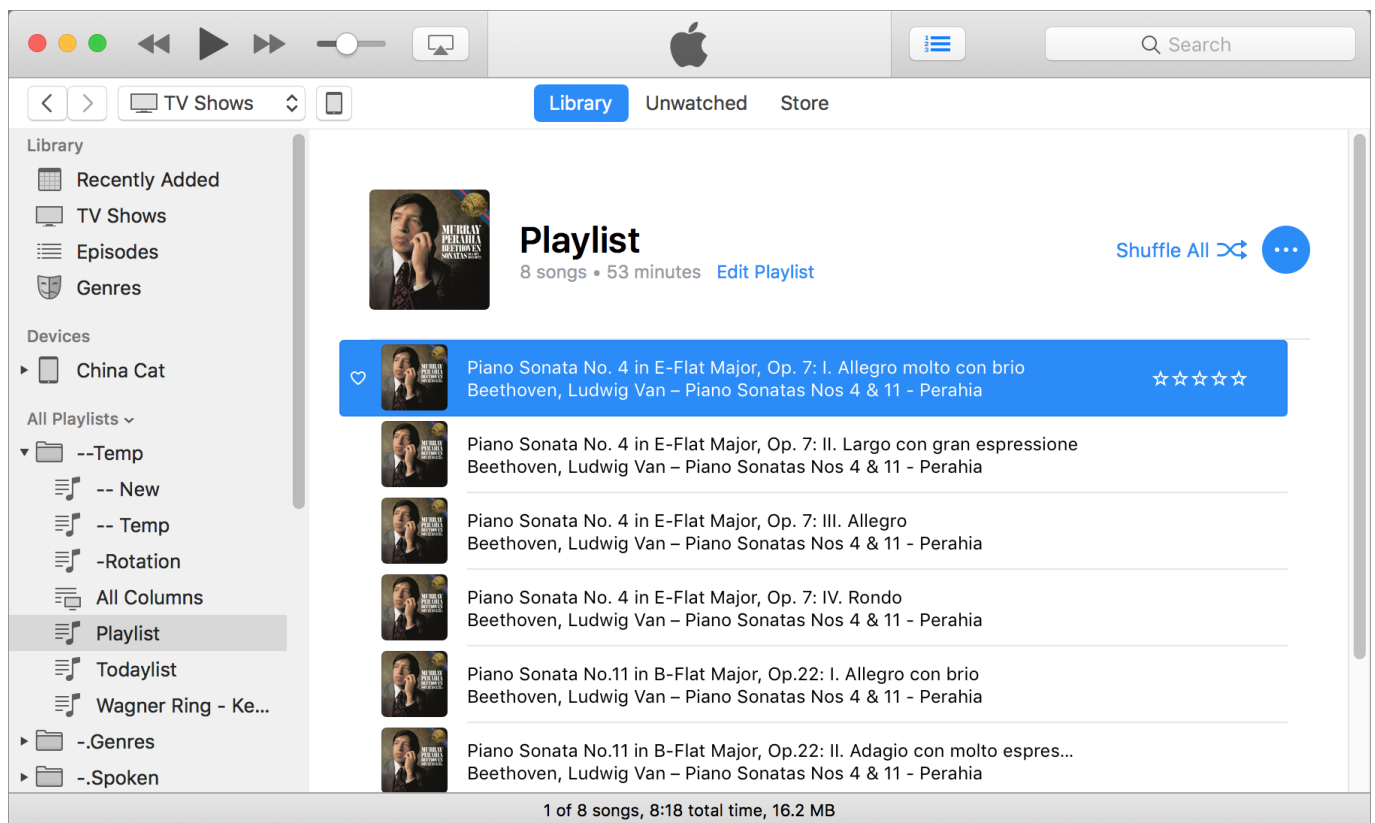 Search
TV Shows
Library Unwatched Store
Library
Recently Added
TV Shows
Episodes
Genres
Devices
China Cat
All Playlists
--Temp
-- New
-- Temp
-Rotation
All Columns
Playlist
Todaylist
Wagner Ring - Ke...
-.Genres
-.Spoken
MURRAY
PERAHIA
BEETHOVEN
SONATAS
Playlist
8 songs • 53 minutes Edit Playlist
Shuffle All
Piano Sonata No. 4 in E-Flat Major, Op. 7: I. Allegro molto con brio
Beethoven, Ludwig Van – Piano Sonatas Nos 4 & 11 - Perahia
Piano Sonata No. 4 in E-Flat Major, Op. 7: II. Largo con gran espressione
Beethoven, Ludwig Van – Piano Sonatas Nos 4 & 11 - Perahia
Piano Sonata No. 4 in E-Flat Major, Op. 7: III. Allegro
Beethoven, Ludwig Van – Piano Sonatas Nos 4 & 11 - Perahia
Piano Sonata No. 4 in E-Flat Major, Op. 7: IV. Rondo
Beethoven, Ludwig Van – Piano Sonatas Nos 4 & 11 - Perahia
Piano Sonata No.11 in B-Flat Major, Op.22: I. Allegro con brio
Beethoven, Ludwig Van – Piano Sonatas Nos 4 & 11 - Perahia
Piano Sonata No.11 in B-Flat Major, Op.22: II. Adagio con molto espres...
Beethoven, Ludwig Van – Piano Sonatas Nos 4 & 11 - Perahia
1 of 8 songs, 8:18 total time, 16.2 MB